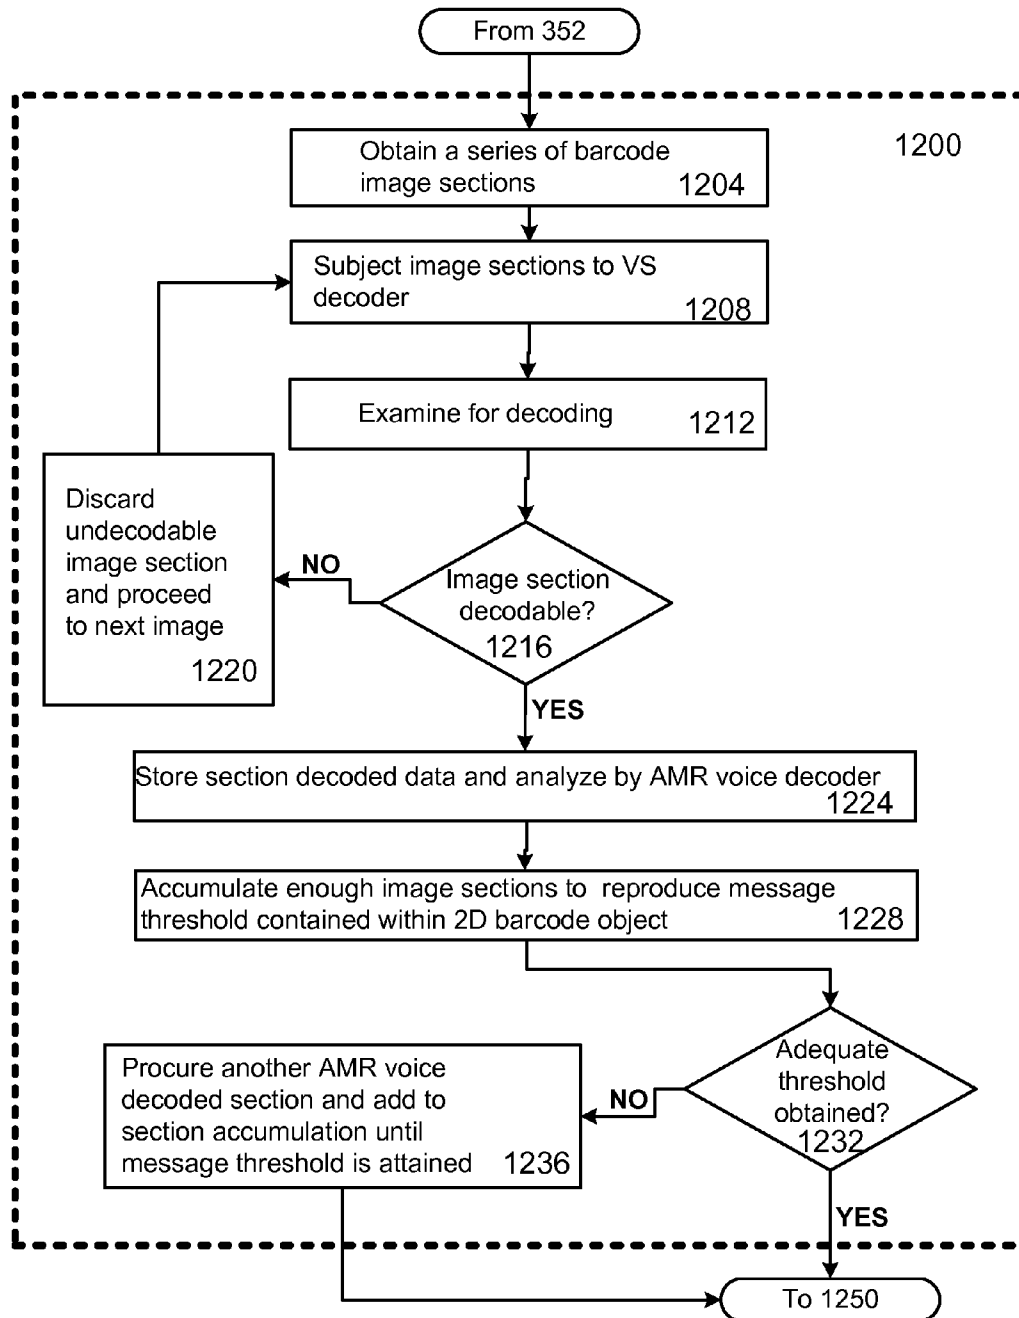 From 352
1200
Obtain a series of barcode
image sections
1204
Subject image sections to VS
decoder
1208
Examine for decoding
1212
Discard
undecodable
image section
and proceed
to next image
1220
NO
Image section
decodable?
1216
YES
Store section decoded data and analyze by AMR voice decoder
1224
Accumulate enough image sections to reproduce message
threshold contained within 2D barcode object
1228
Procure another AMR voice
decoded section and add to
section accumulation until
message threshold is attained
1236
NO
Adequate
threshold
obtained?
1232
YES
To 1250